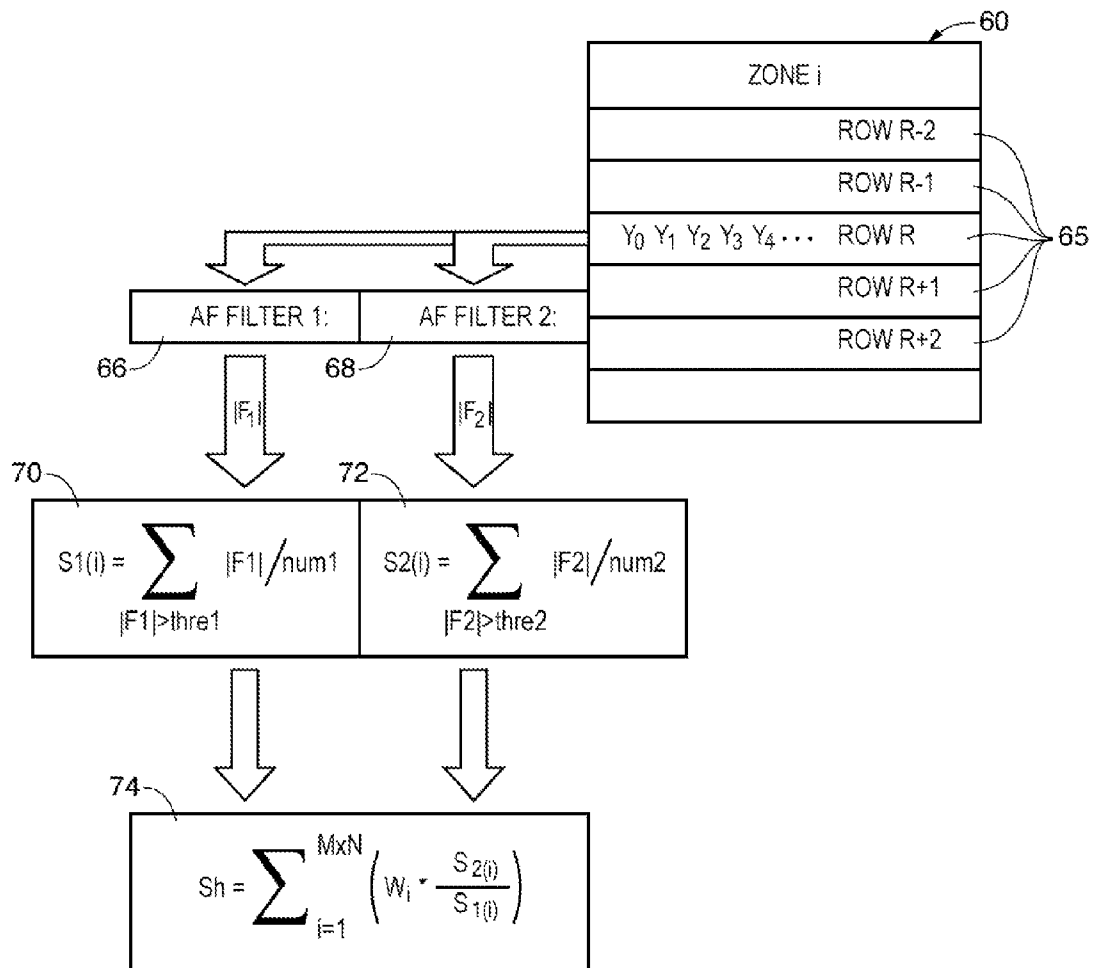 60
ZONE i
ROW R-2
ROW R-1
Y0 Y1 Y2 Y3 Y4 ··· ROW R
65
ROW R+1
ROW R+2
AF FILTER 1: AF FILTER 2:
66 68
|F1| |F2|
70 72
S1(i) = ∑ |F1|/num1
|F1|>thre1
S2(i) = ∑ |F2|/num2
|F2|>thre2
74
MxN
Sh = ∑ (Wi * S2(i) / S1(i))
i=1